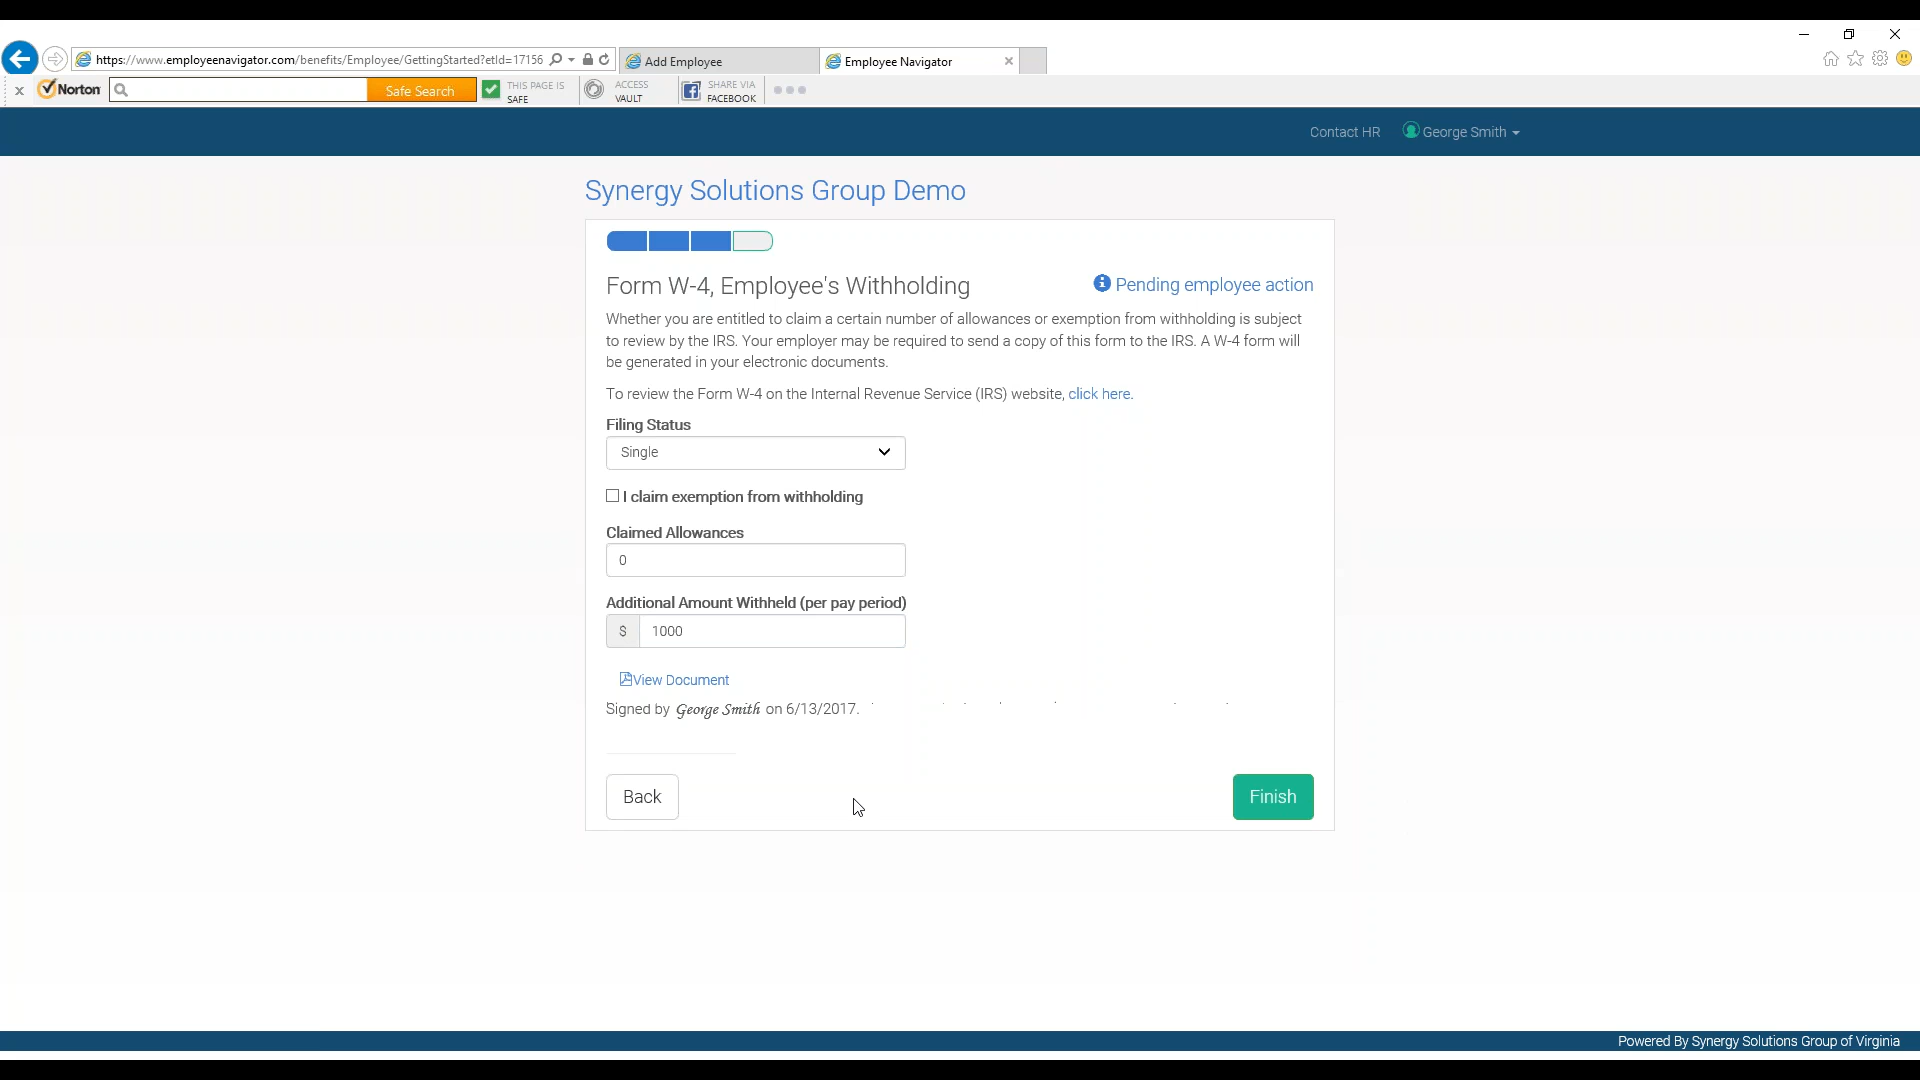 https://www.employeenavigator.com/benefits/Employee/GettingStarted?etId=17156
Add Employee
Employee Navigator
Norton
Safe Search
THIS PAGE IS
SAFE
ACCESS
VAULT
SHARE VIA
FACEBOOK
Contact HR
George Smith
Synergy Solutions Group Demo
Form W-4, Employee's Withholding
Pending employee action
Whether you are entitled to claim a certain number of allowances or exemption from withholding is subject
to review by the IRS. Your employer may be required to send a copy of this form to the IRS. A W-4 form will
be generated in your electronic documents.
To review the Form W-4 on the Internal Revenue Service (IRS) website, click here.
Filing Status
Single
I claim exemption from withholding
Claimed Allowances
0
Additional Amount Withheld (per pay period)
$ 1000
View Document
Signed by George Smith on 6/13/2017.
Back
Finish
Powered By Synergy Solutions Group of Virginia